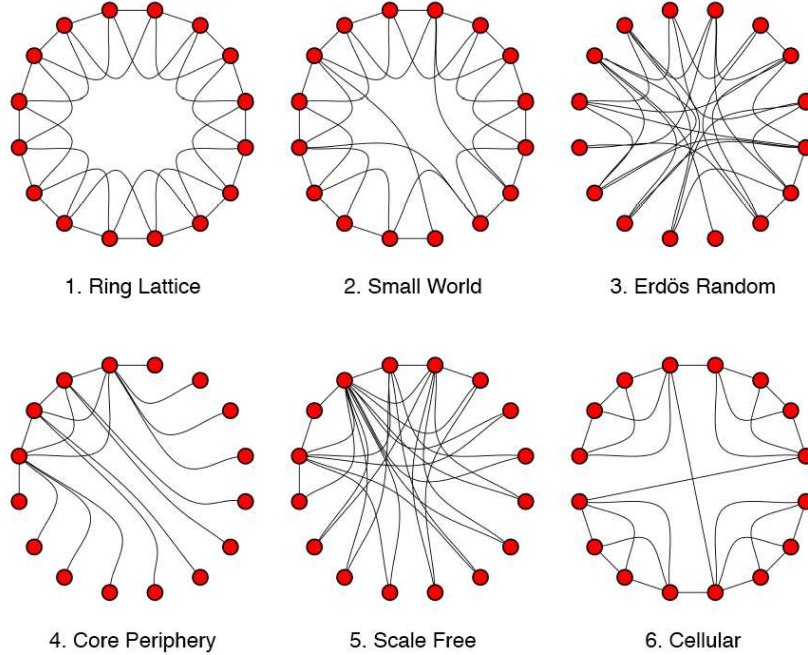 1. Ring Lattice
2. Small World
3. Erdös Random
4. Core Periphery
5. Scale Free
6. Cellular